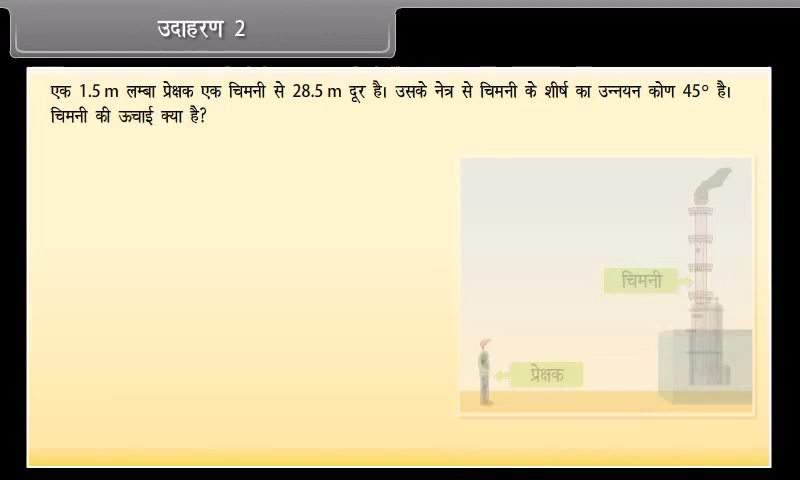 उदाहरण 2
एक 1.5 m लम्बा प्रेक्षक एक चिमनी से 28.5 m दूर है। उसके नेत्र से चिमनी के शीर्ष का उन्नयन कोण 45° है।
चिमनी की ऊचाई क्या है?
चिमनी
प्रेक्षक